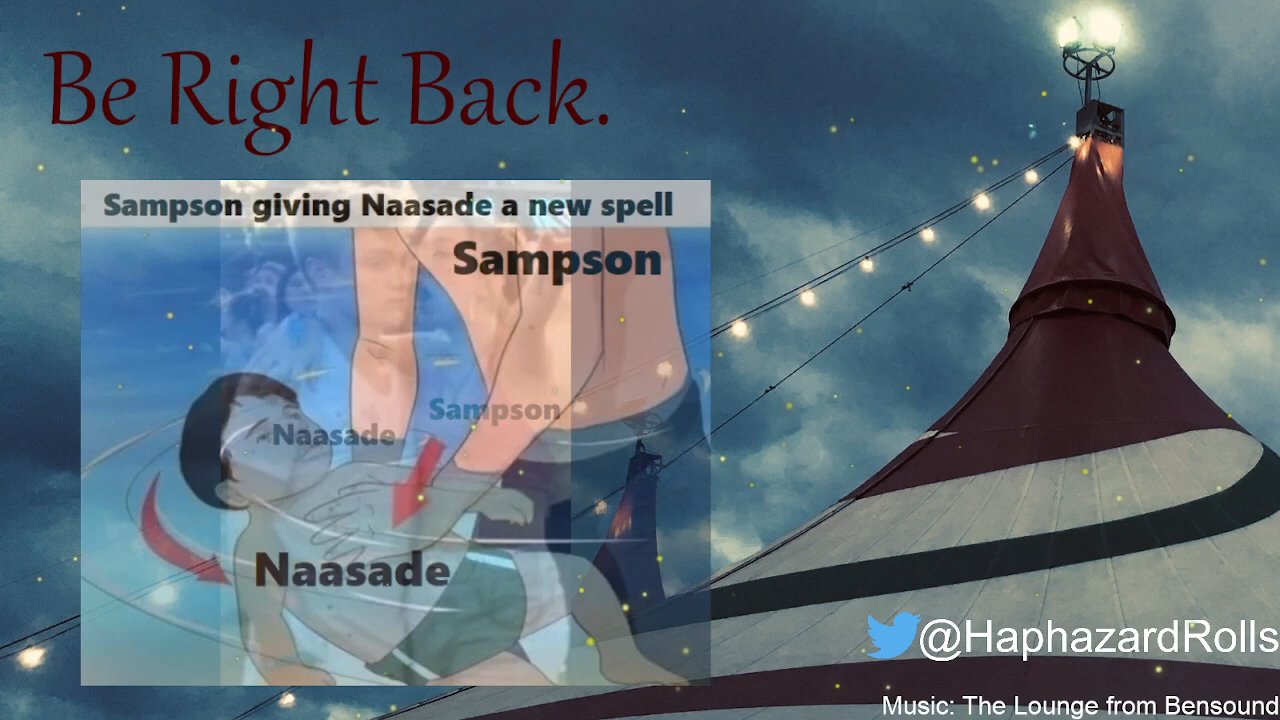 Be Right Back.
Sampson giving Naasade a new spell
Sampson
Sampson
Naasade
Naasade
@HaphazardRolls
Music: The Lounge from Bensound